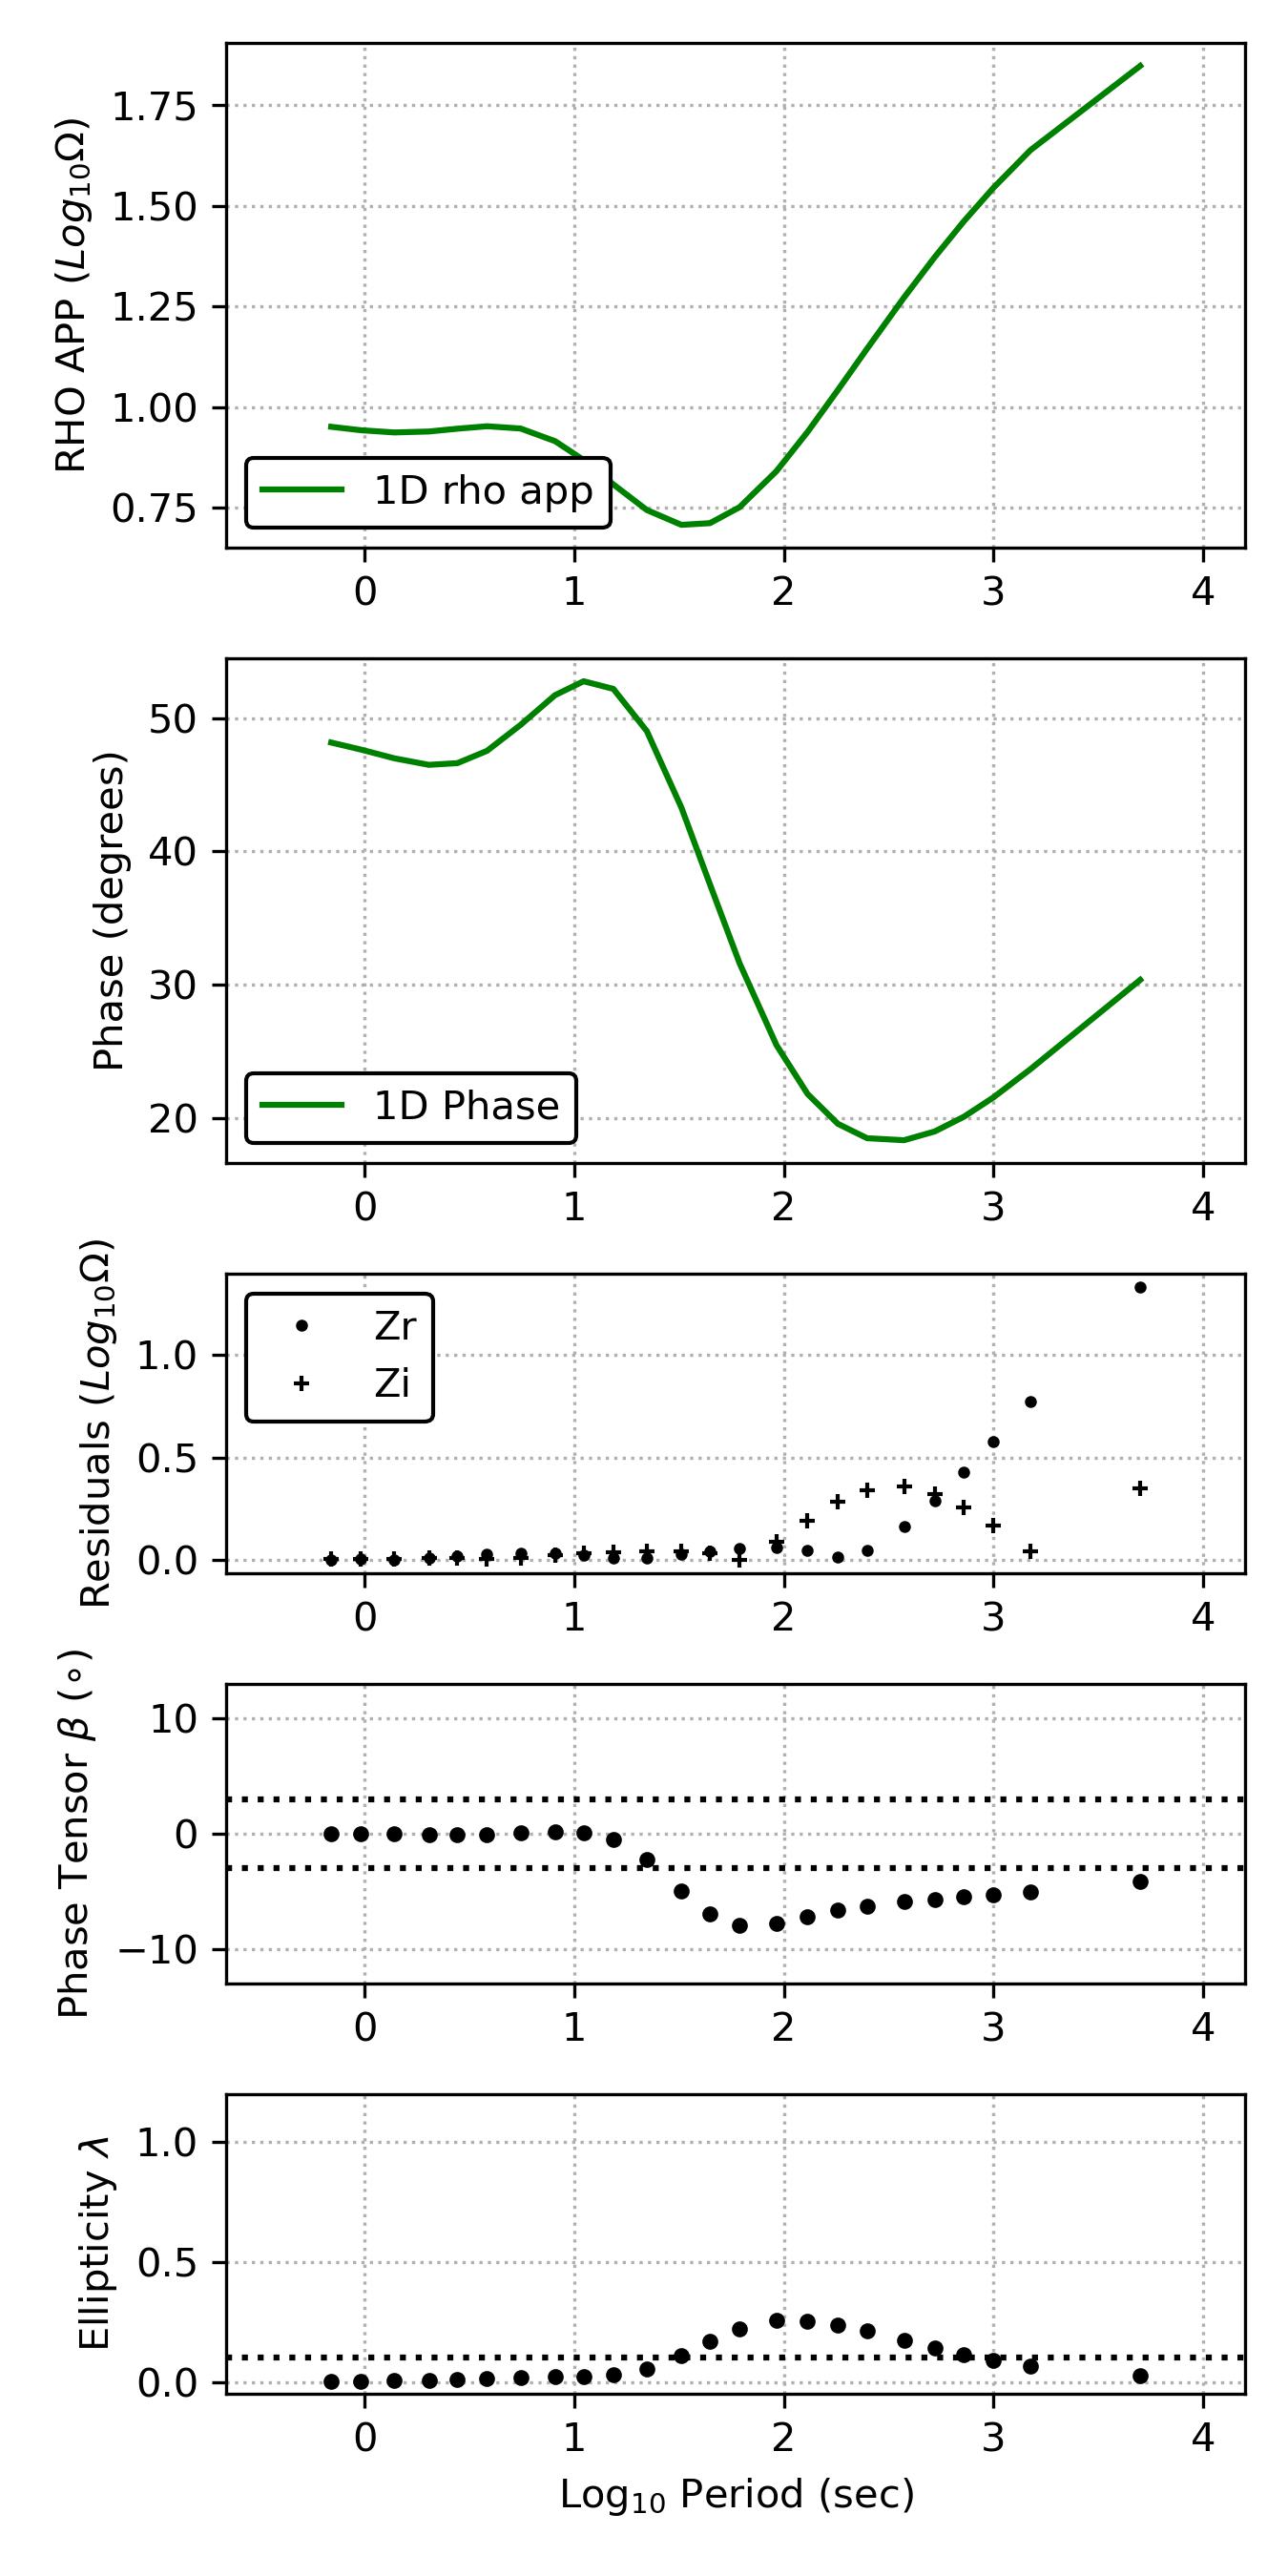 RHO APP (Log₁₀Ω)
1.75
1.50
1.25
1.00
0.75
1D rho app
0 1 2 3 4
Phase (degrees)
50
40
30
20
1D Phase
0 1 2 3 4
Residuals (Log₁₀Ω)
1.0
0.5
0.0
Zr
Zi
0 1 2 3 4
Phase Tensor β (∘)
10
0
−10
0 1 2 3 4
Ellipticity λ
1.0
0.5
0.0
0 1 2 3 4
Log₁₀ Period (sec)